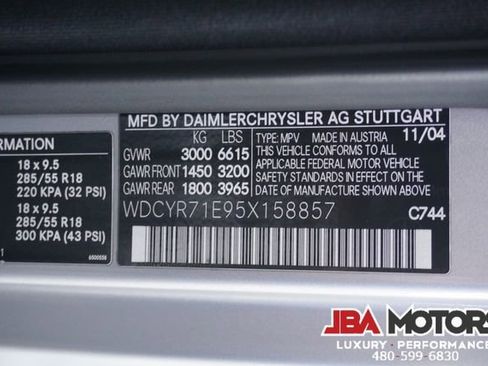 ORMATION
18 x 9.5
285/55 R18
220 KPA (32 PSI)
18 x 9.5
285/55 R18
300 KPA (43 PSI)
1
6500556
MFD BY DAIMLERCHRYSLER AG STUTTGART
KG LBS TYPE: MPV MADE IN AUSTRIA 11/04
GVWR 3000 6615 THIS VEHICLE CONFORMS TO ALL
GAWR FRONT 1450 3200 APPLICABLE FEDERAL MOTOR VEHICLE
GAWR REAR 1800 3965 SAFETY STANDARDS IN EFFECT ON THE
DATE OF MANUFACTURE SHOWN ABOVE.
WDCYR71E95X158857 C744
JBA MOTORS
LUXURY • PERFORMANCE
480-599-6830